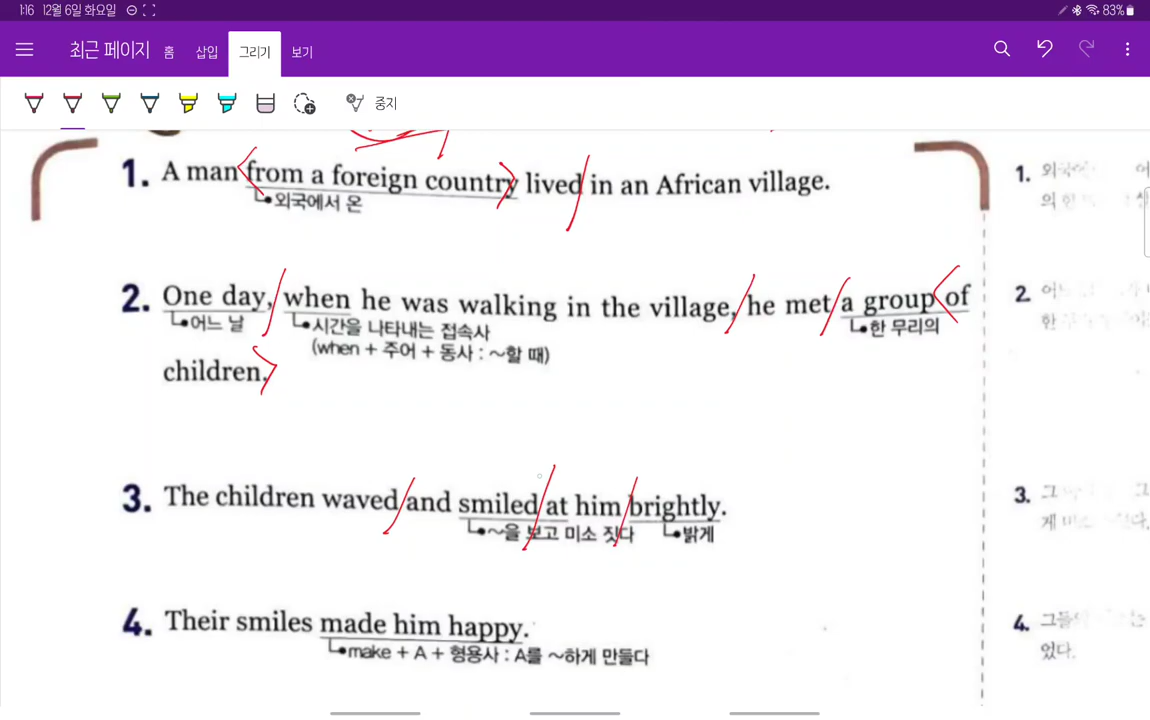 1:16 12월 6일 화요일 83%
최근 페이지 홈 삽입 그리기 보기
중지
1. A man from a foreign country lived in an African village.
외국에서 온
1.
2. One day, when he was walking in the village, he met a group of
어느 날 시간을 나타내는 접속사 한 무리의
(when + 주어 + 동사 : ~할 때)
children.
2.
3. The children waved and smiled at him brightly.
~을 보고 미소 짓다 밝게
3.
4. Their smiles made him happy.
make + A + 형용사 : A를 ~하게 만들다
4.
있다.